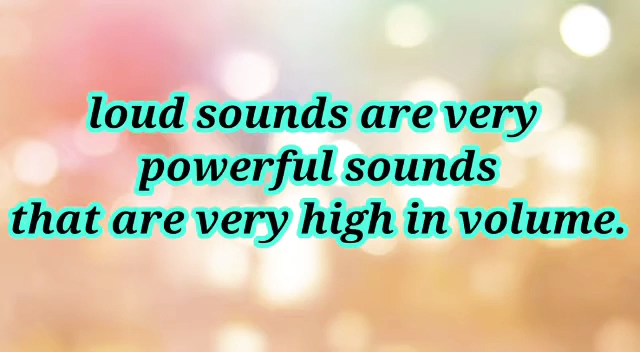 loud sounds are very
powerful sounds
that are very high in volume.